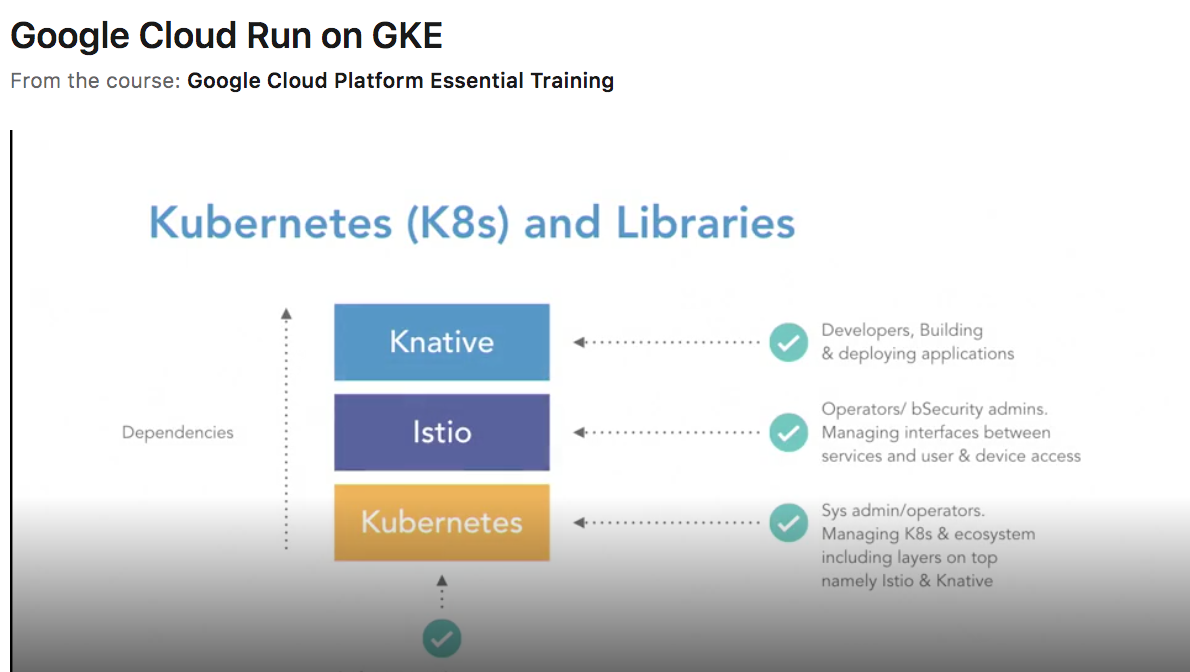 Google Cloud Run on GKE
From the course: Google Cloud Platform Essential Training
Kubernetes (K8s) and Libraries
Dependencies
Knative
Developers, Building
& deploying applications
Istio
Operators/ bSecurity admins.
Managing interfaces between
services and user & device access
Kubernetes
Sys admin/operators.
Managing K8s & ecosystem
including layers on top
namely Istio & Knative